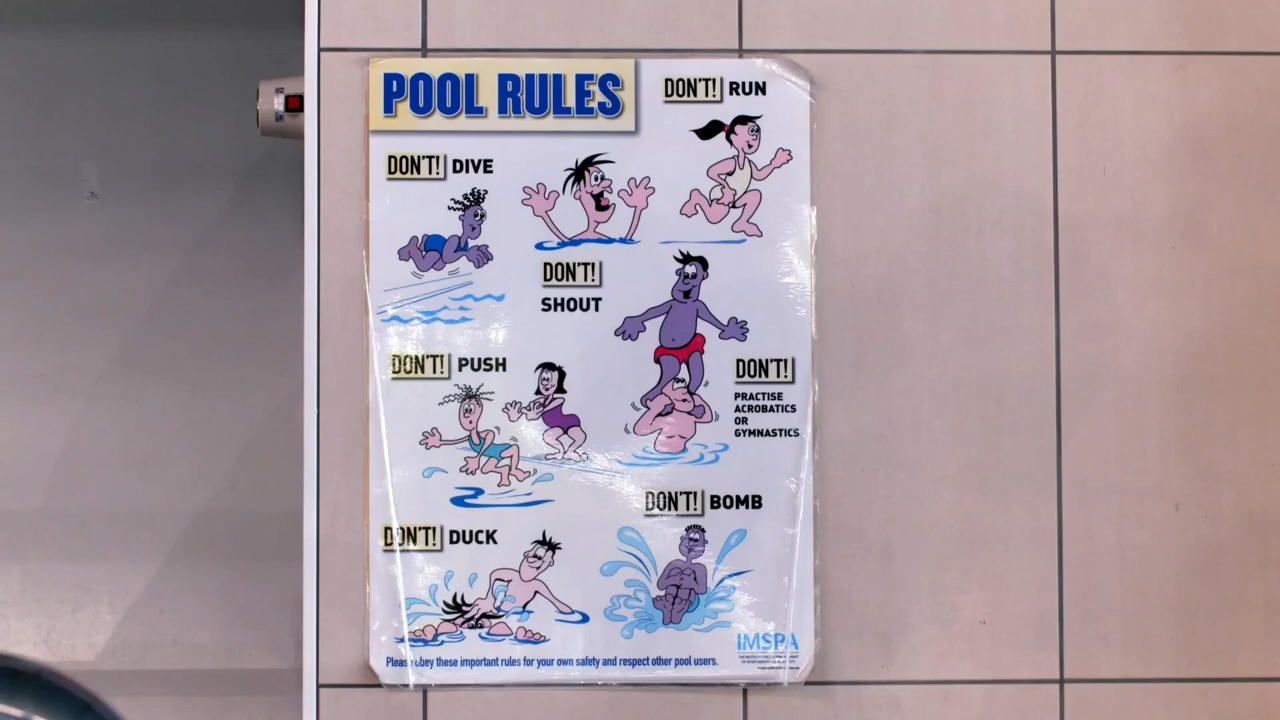 POOL RULES
DON'T! RUN
DON'T! DIVE
DON'T!
SHOUT
DON'T! PUSH
DON'T!
PRACTISE
ACROBATICS
OR
GYMNASTICS
DON'T! BOMB
DON'T! DUCK
IMSPA
Please obey these important rules for your own safety and respect other pool users.